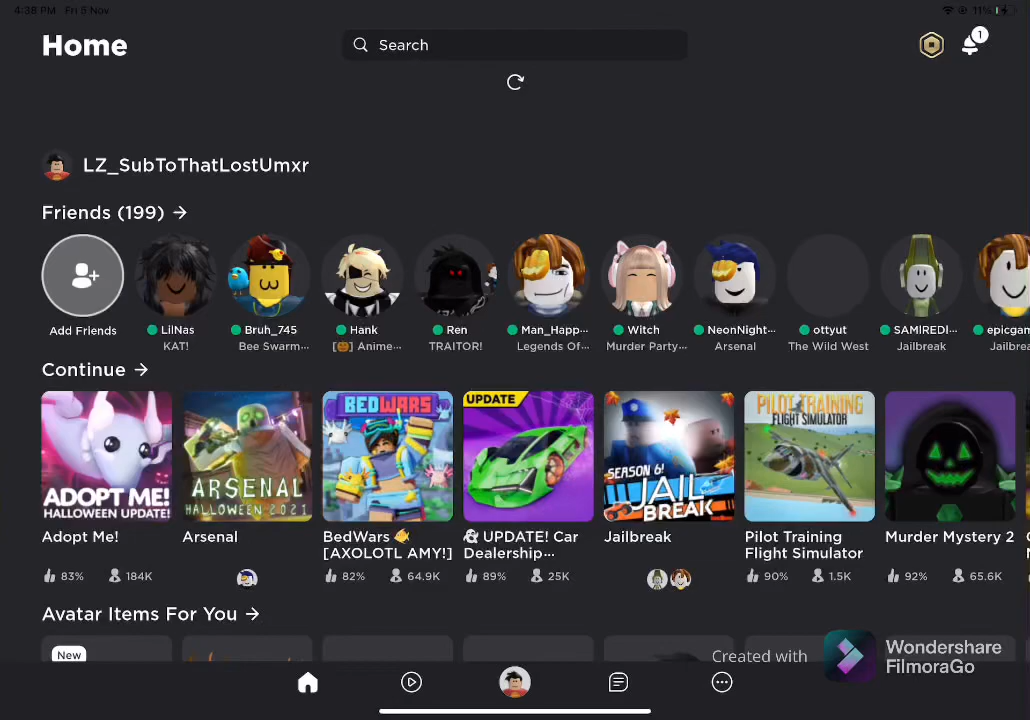 4:38 PM Fri 5 Nov 11%
Home
Search
1
LZ_SubToThatLostUmxr
Friends (199) →
Add Friends
LilNas
KAT!
Bruh_745
Bee Swarm...
Hank
[🎃] Anime...
Ren
TRAITOR!
Man_Happ...
Legends Of...
Witch
Murder Party...
NeonNight...
Arsenal
ottyut
The Wild West
SAM1REDI...
Jailbreak
epicgam
Jailbrea
Continue →
ADOPT ME!
HALLOWEEN UPDATE!
ARSENAL
HALLOWEEN 2021
BEDWARS
UPDATE
SEASON 6!
JAIL
BREAK
PILOT TRAINING
FLIGHT SIMULATOR
Adopt Me!
83% 184K
Arsenal
BedWars 🐠
[AXOLOTL AMY!]
82% 64.9K
👻 UPDATE! Car
Dealership...
89% 25K
Jailbreak
Pilot Training
Flight Simulator
90% 1.5K
Murder Mystery 2
92% 65.6K
Avatar Items For You →
New
Created with
Wondershare
FilmoraGo